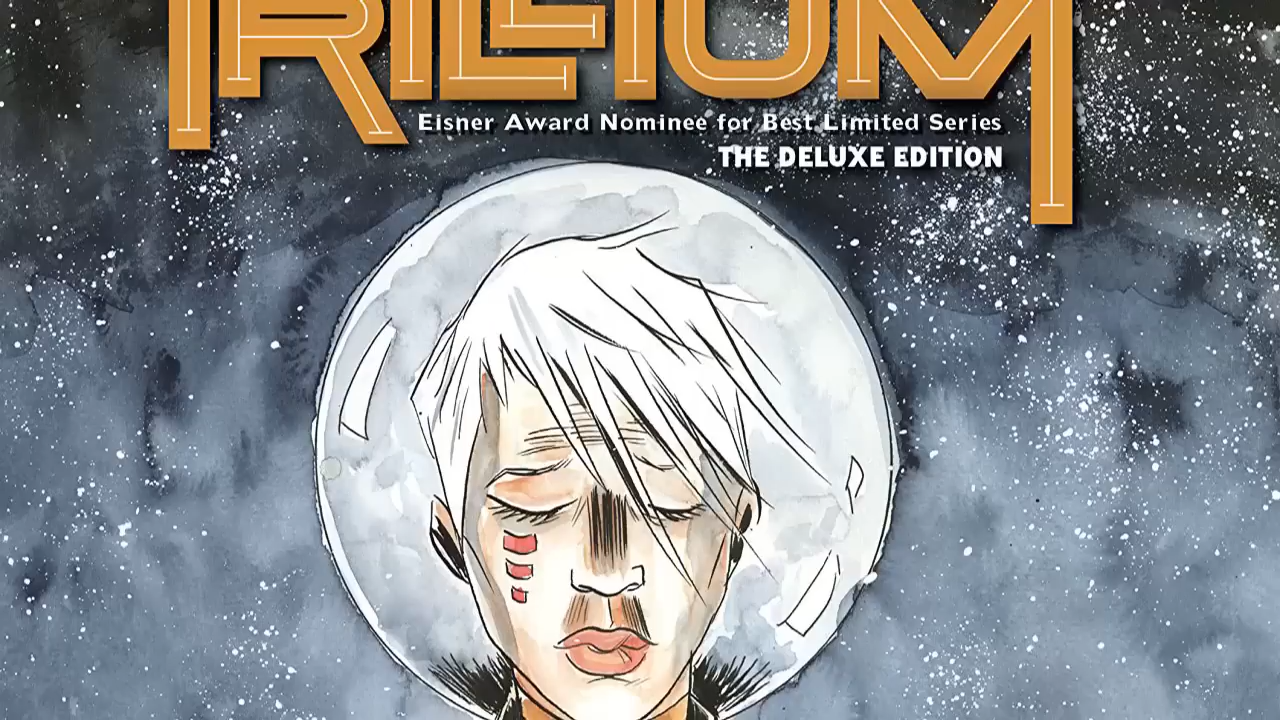 TRILLIUM
Eisner Award Nominee for Best Limited Series
THE DELUXE EDITION